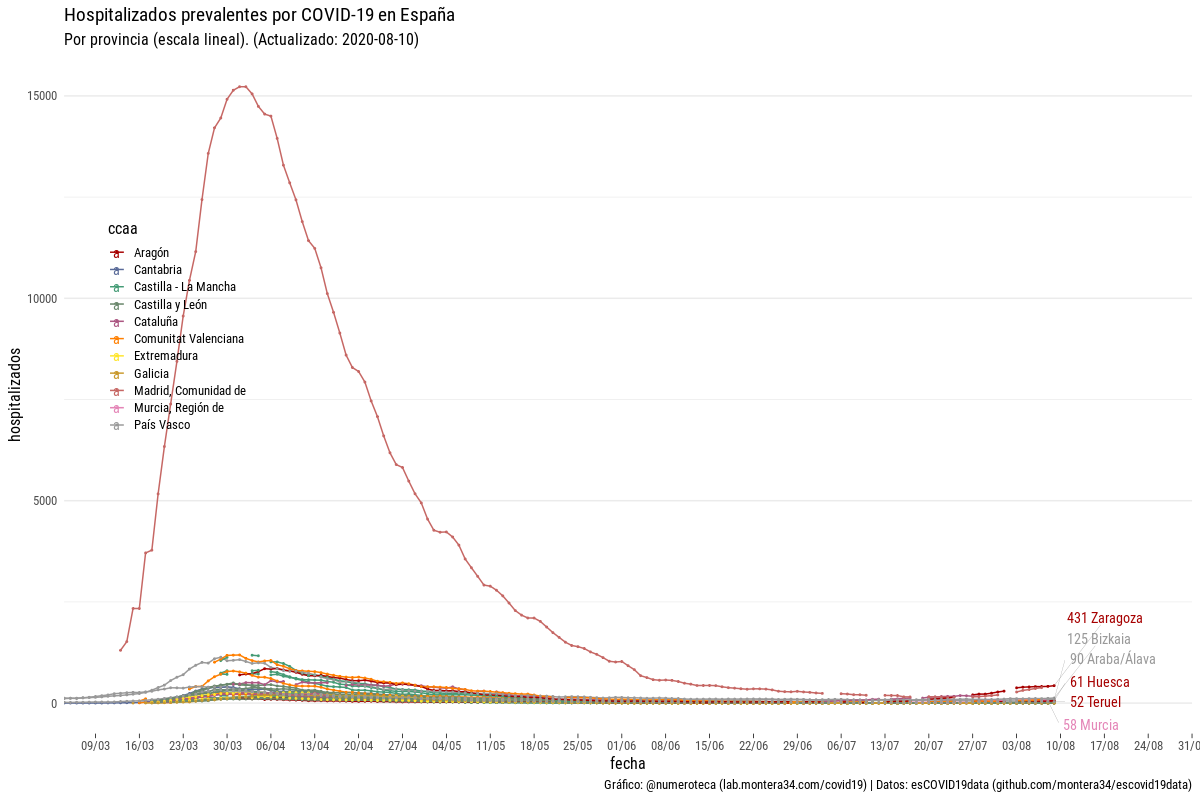 Hospitalizados prevalentes por COVID-19 en España
Por provincia (escala lineal). (Actualizado: 2020-08-10)
15000
10000
5000
0
hospitalizados
ccaa
Aragón
Cantabria
Castilla - La Mancha
Castilla y León
Cataluña
Comunitat Valenciana
Extremadura
Galicia
Madrid, Comunidad de
Murcia, Región de
País Vasco
431 Zaragoza
125 Bizkaia
90 Araba/Álava
61 Huesca
52 Teruel
58 Murcia
09/03 16/03 23/03 30/03 06/04 13/04 20/04 27/04 04/05 11/05 18/05 25/05 01/06 08/06 15/06 22/06 29/06 06/07 13/07 20/07 27/07 03/08 10/08 17/08 24/08 31/0
fecha
Gráfico: @numeroteca (lab.montera34.com/covid19) | Datos: esCOVID19data (github.com/montera34/escovid19data)